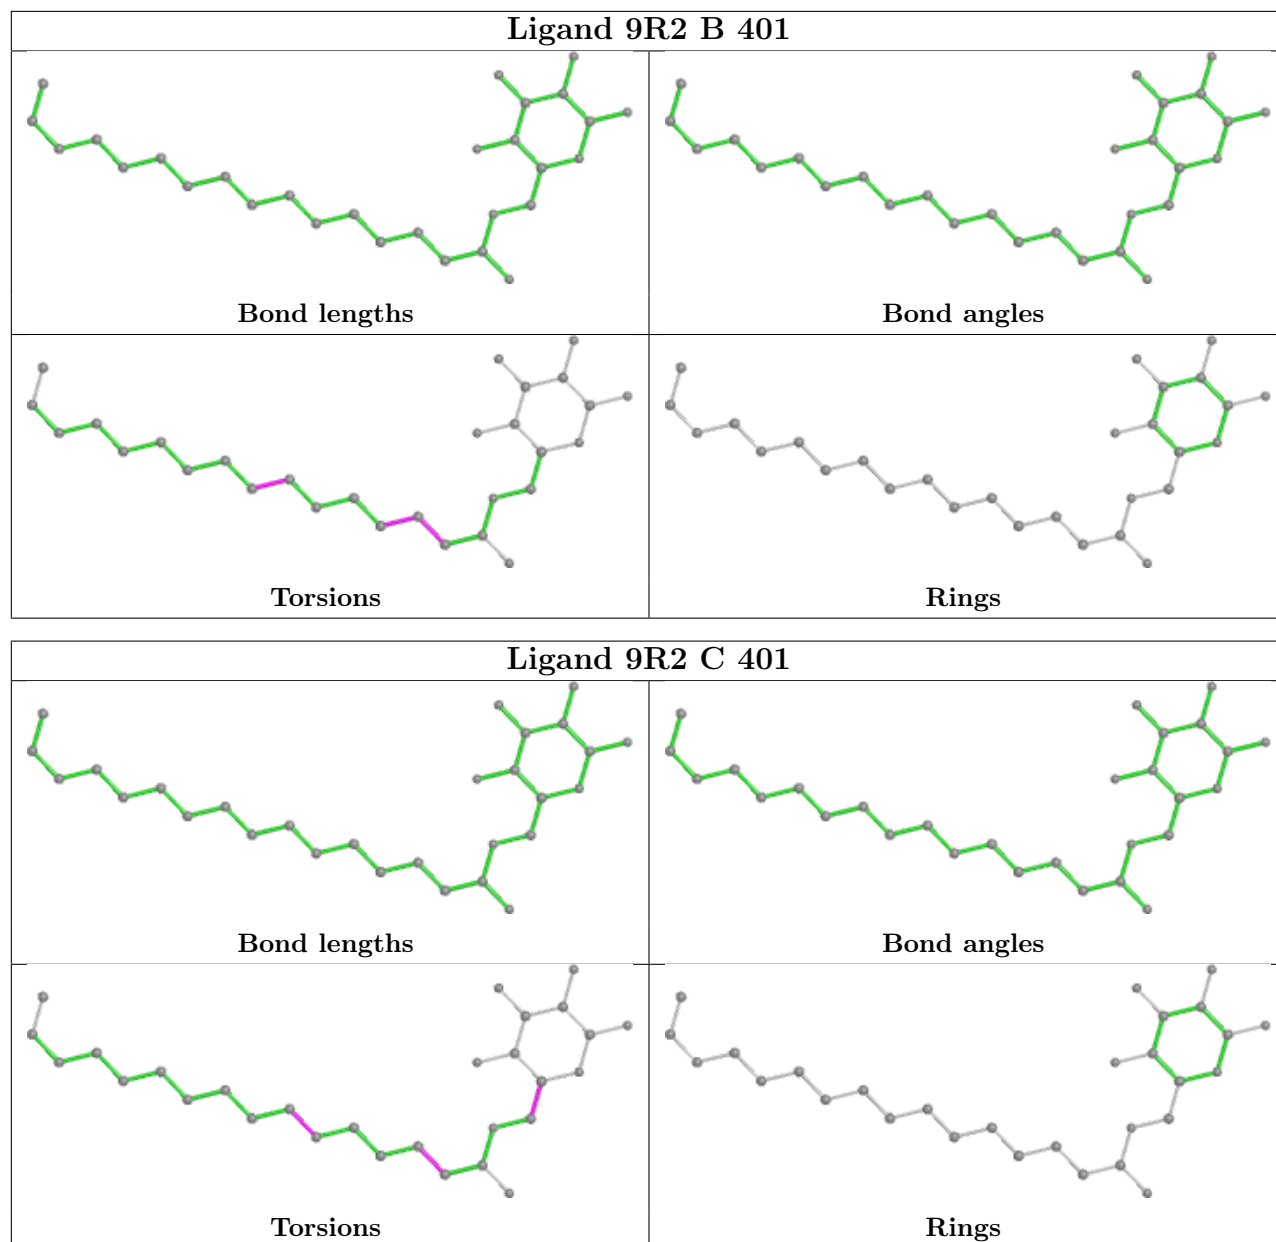 Ligand 9R2 B 401
Bond lengths
Bond angles
Torsions
Rings
Ligand 9R2 C 401
Bond lengths
Bond angles
Torsions
Rings